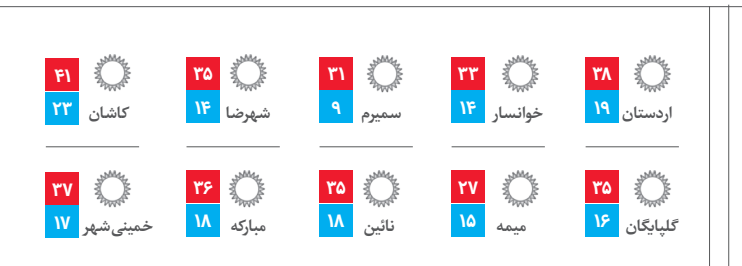 ۳۸
اردستان ۱۹
۳۳
خوانسار ۱۴
۳۱
سمیرم ۹
۳۵
شهرضا ۱۴
۴۱
کاشان ۲۳
۳۵
گلپایگان ۱۶
۲۷
میمه ۱۵
۳۵
نائین ۱۸
۳۶
مبارکه ۱۸
۳۷
خمینی‌شهر ۱۷